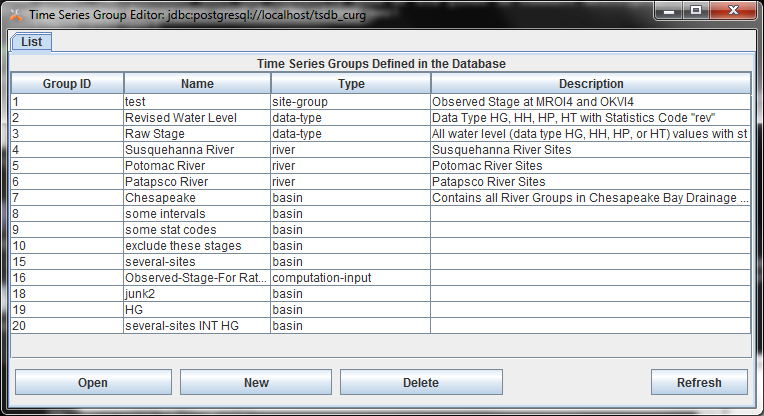 Time Series Group Editor: jdbc:postgresql://localhost/tsdb_curg
List
Time Series Groups Defined in the Database
Group ID Name Type Description
1 test site-group Observed Stage at MROI4 and OKVI4
2 Revised Water Level data-type Data Type HG, HH, HP, HT with Statistics Code "rev"
3 Raw Stage data-type All water level (data type HG, HH, HP, or HT) values with st
4 Susquehanna River river Susquehanna River Sites
5 Potomac River river Potomac River Sites
6 Patapsco River river Patapsco River Sites
7 Chesapeake basin Contains all River Groups in Chesapeake Bay Drainage ...
8 some intervals basin
9 some stat codes basin
10 exclude these stages basin
15 several-sites basin
16 Observed-Stage-For Rat... computation-input
18 junk2 basin
19 HG basin
20 several-sites INT HG basin
Open New Delete Refresh